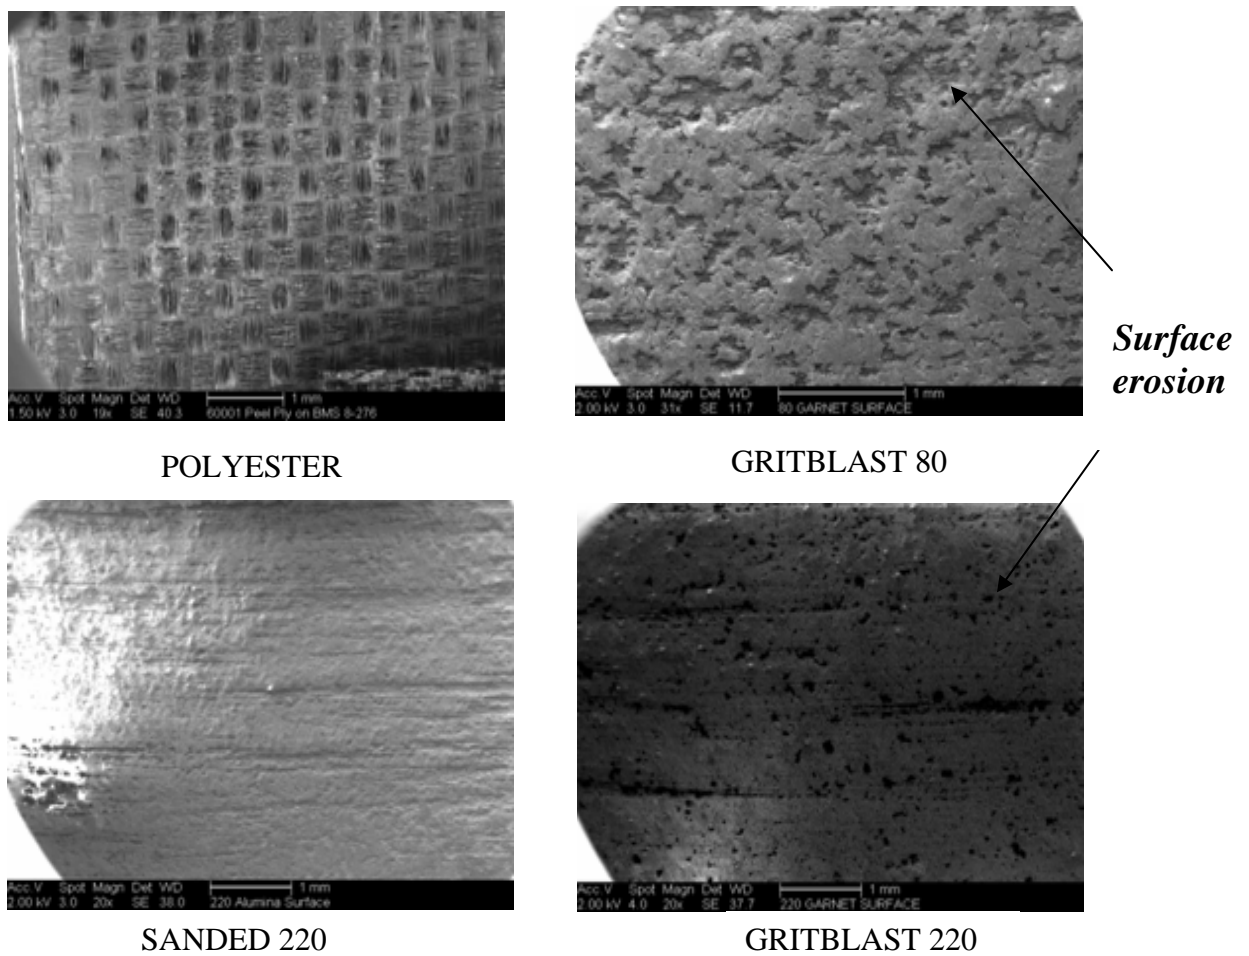 Acc.V Spot Magn Det WD 1 mm
1.50 kV 3.0 19x SE 40.3 60001 Peel Ply on BMS 8-276
POLYESTER
Acc.V Spot Magn Det WD 1 mm
2.00 kV 3.0 31x SE 11.7 80 GARNET SURFACE
GRITBLAST 80
Surface
erosion
Acc.V Spot Magn Det WD 1 mm
2.00 kV 3.0 20x SE 38.0 220 Alumina Surface
SANDED 220
Acc.V Spot Magn Det WD 1 mm
2.00 kV 4.0 20x SE 37.7 220 GARNET SURFACE
GRITBLAST 220